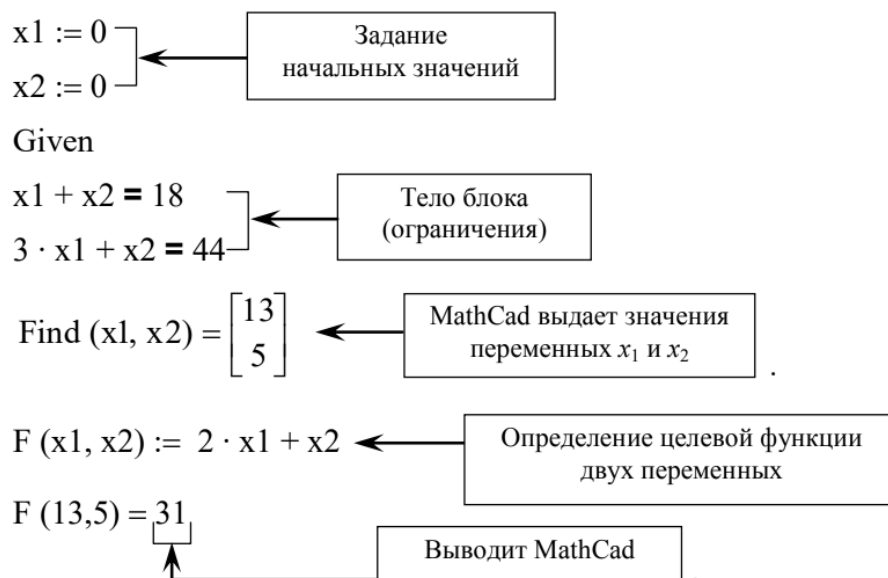 x1 := 0
x2 := 0
Задание
начальных значений
Given
x1 + x2 = 18
3 · x1 + x2 = 44
Тело блока
(ограничения)
Find (x1, x2) = [13
5]
MathCad выдает значения
переменных x₁ и x₂
.
F (x1, x2) := 2 · x1 + x2
Определение целевой функции
двух переменных
F (13,5) = 31
Выводит MathCad